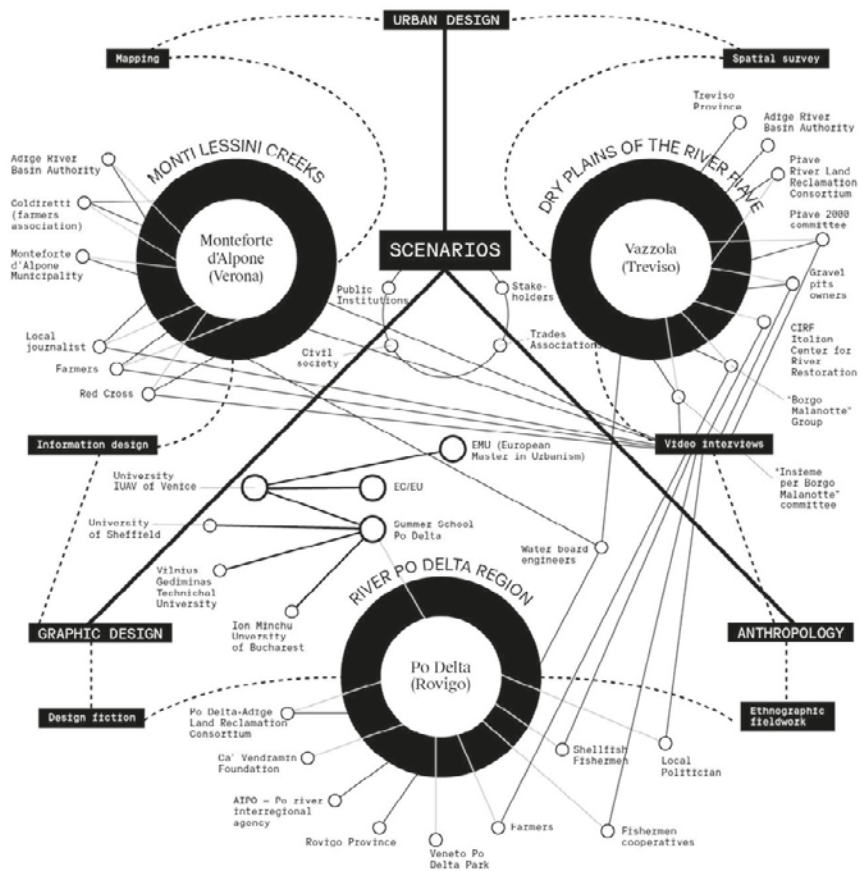 URBAN DESIGN
Mapping
Spatial survey
MONTI LESSINI CREEKS
Adige River
Basin Authority
Coldiretti
(farmers
association)
Monteforte
d'Alpone
Municipality
Local
journalist
Farmers
Red Cross
Monteforte
d'Alpone
(Verona)
SCENARIOS
Public
Institutions
Stake-
holders
Civil
society
Trades
Associations
DRY PLAINS OF THE RIVER PIAVE
Vazzola
(Treviso)
Treviso
Province
Adige River
Basin Authority
Piave
River Land
Reclamation
Consortium
Piave 2000
committee
Gravel
pits
owners
CIRF
Italian
Center for
River
Restoration
"Borgo
Malanotte"
Group
"Insieme
per Borgo
Malanotte"
committee
Information design
Video interviews
EMU (European
Master in Urbanism)
University
IUAV of Venice
EC/EU
University
of Sheffield
Summer School
Po Delta
Vilnius
Gediminas
Technichal
University
Ion Minchu
Unversity
of Bucharest
Water board
engineers
GRAPHIC DESIGN
ANTHROPOLOGY
RIVER PO DELTA REGION
Po Delta
(Rovigo)
Design fiction
Ethnographic
fieldwork
Po Delta-Adige
Land Reclamation
Consortium
Ca' Vendramin
Foundation
AIPO — Po river
interregional
agency
Rovigo Province
Veneto Po
Delta Park
Farmers
Fishermen
cooperatives
Shellfish
Fishermen
Local
Politician